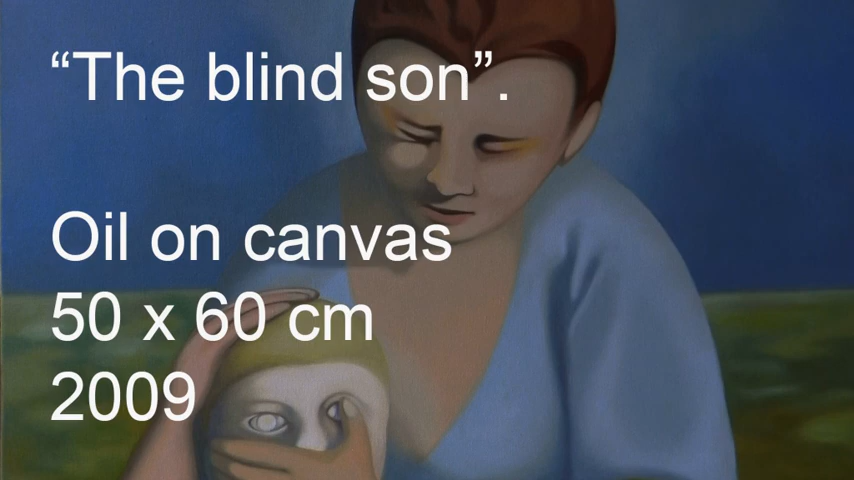 “The blind son”.
Oil on canvas
50 x 60 cm
2009